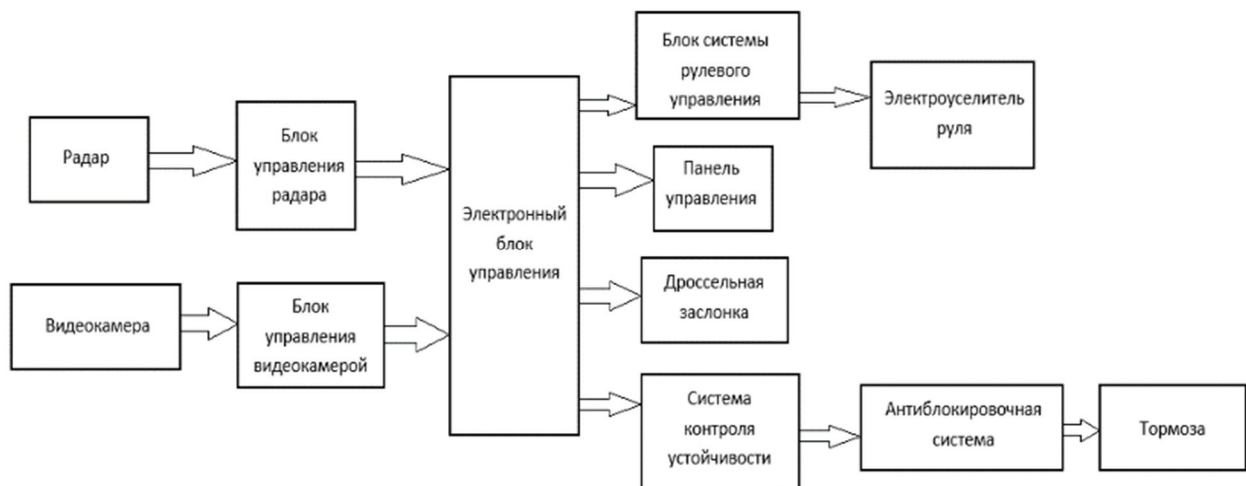 Радар
Блок
управления
радара
Видеокамера
Блок
управления
видеокамерой
Электронный
блок
управления
Блок системы
рулевого
управления
Электроуселитель
руля
Панель
управления
Дроссельная
заслонка
Система
контроля
устойчивости
Антиблокировочная
система
Тормоза